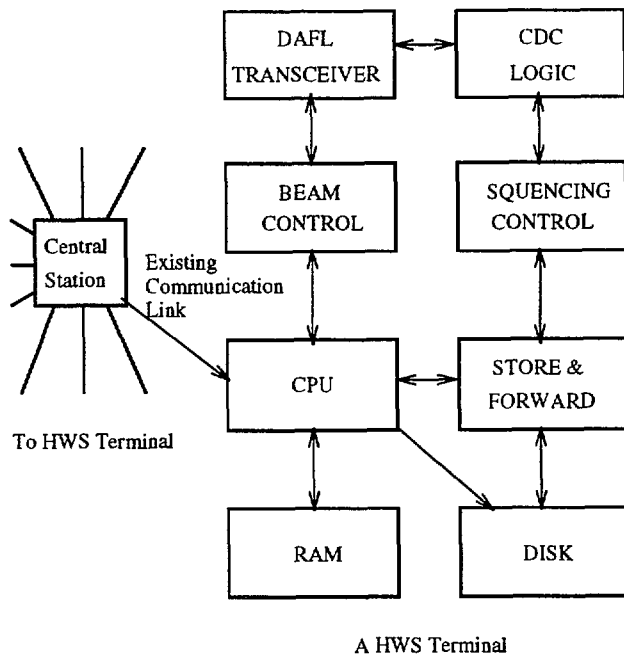 DAFL
TRANSCEIVER
CDC
LOGIC
BEAM
CONTROL
SQUENCING
CONTROL
Central
Station
Existing
Communication
Link
CPU
STORE &
FORWARD
To HWS Terminal
RAM
DISK
A HWS Terminal